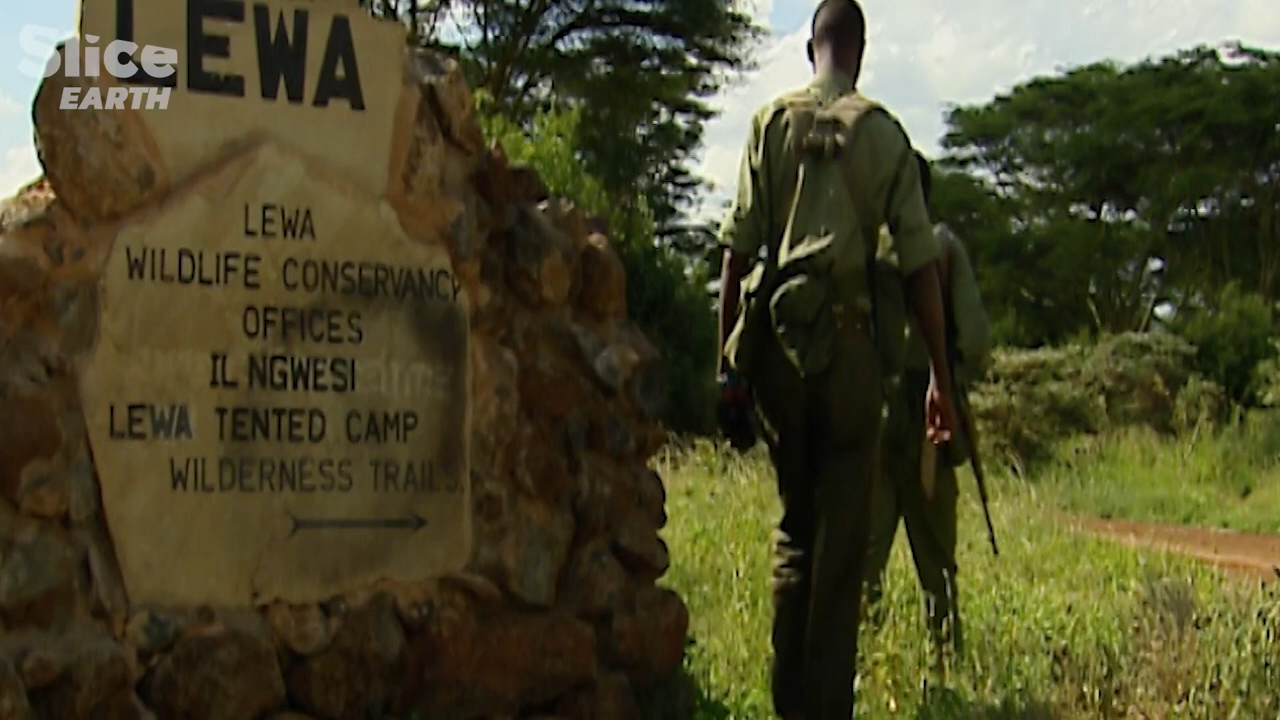 Slice
EARTH
LEWA
LEWA
WILDLIFE CONSERVANCY
OFFICES
IL NGWESI
LEWA TENTED CAMP
WILDERNESS TRAILS